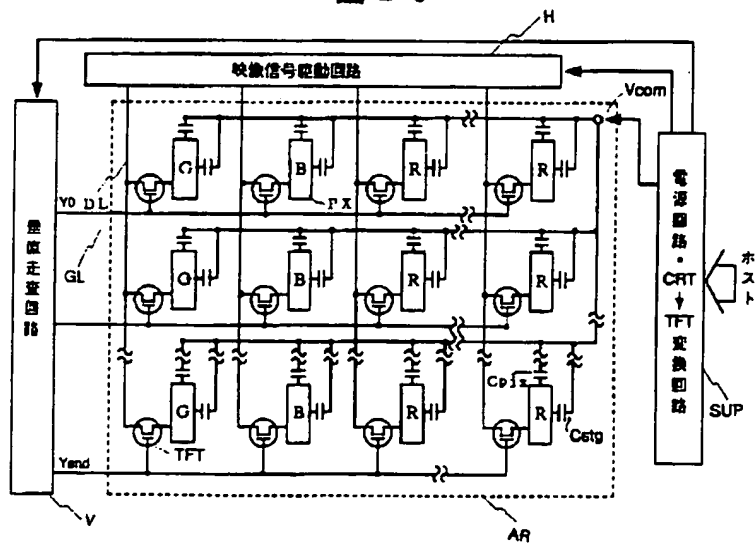 H
映像信号駆動回路
Vcom
G B R R
Y0 DL PX
垂直走査回路
GL
G B R R
電源回路・CRT→TFT変換回路
ホスト
Cpix
G B R R
SUP
TFT
Cstg
Yend
V
AR